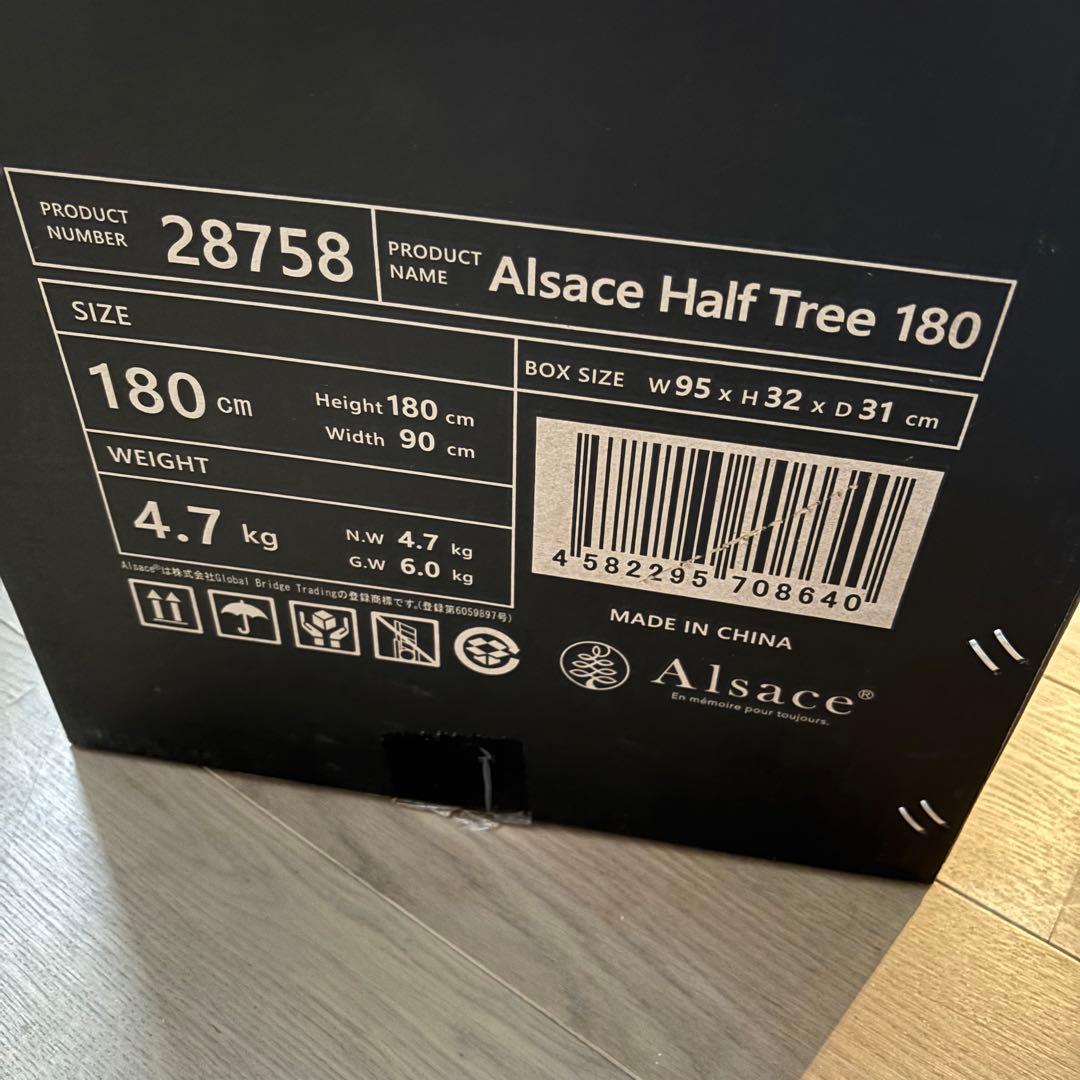 PRODUCT NUMBER 28758
PRODUCT NAME Alsace Half Tree 180
SIZE
180 cm
Height 180 cm
Width 90 cm
WEIGHT
4.7 kg
N.W 4.7 kg
G.W 6.0 kg
BOX SIZE W 95 x H 32 x D 31 cm
4 582295 708640
Alsace®は株式会社Global Bridge Tradingの登録商標です。(登録第6059897号)
MADE IN CHINA
Alsace®
En mémoire pour toujours.